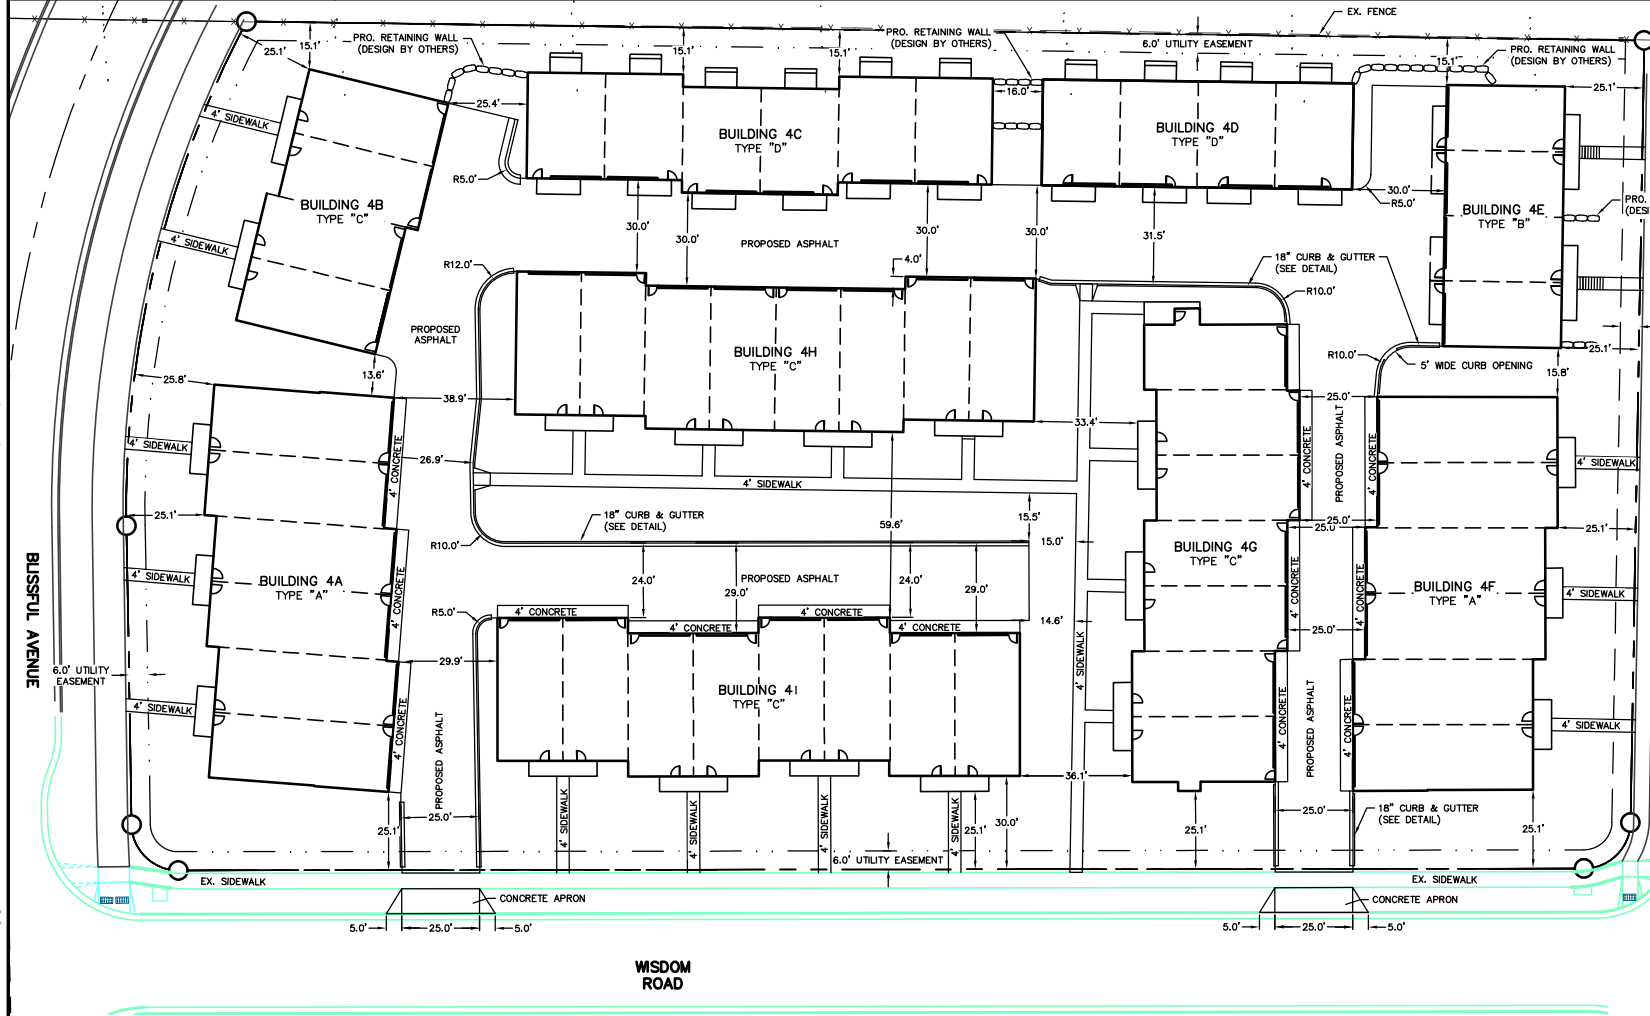 EX. FENCE
PRO. RETAINING WALL
(DESIGN BY OTHERS)
PRO. RETAINING WALL
(DESIGN BY OTHERS)
6.0' UTILITY EASEMENT
PRO. RETAINING WALL
(DESIGN BY OTHERS)
25.1'
15.1'
15.1'
15.1'
15.1'
25.1'
25.4'
16.0'
4' SIDEWALK
BUILDING 4C
TYPE "D"
BUILDING 4D
TYPE "D"
R5.0'
30.0'
R5.0'
BUILDING 4B
TYPE "C"
BUILDING 4E
TYPE "B"
PRO.
4' SIDEWALK
30.0'
30.0'
PROPOSED ASPHALT
30.0'
30.0'
31.5'
R12.0'
4.0'
18" CURB & GUTTER
(SEE DETAIL)
R10.0'
PROPOSED
ASPHALT
BUILDING 4H
TYPE "C"
R10.0'
25.1'
5' WIDE CURB OPENING
15.8'
13.6'
25.8'
38.9'
25.0'
33.4'
4' SIDEWALK
4' CONCRETE
26.9'
4' CONCRETE
PROPOSED ASPHALT
4' CONCRETE
4' SIDEWALK
4' SIDEWALK
25.1'
18" CURB & GUTTER
(SEE DETAIL)
59.6'
15.5'
25.0'
25.0'
25.1'
R10.0'
15.0'
BUILDING 4G
TYPE "C"
BLISSFUL AVENUE
4' SIDEWALK
BUILDING 4A
TYPE "A"
4' CONCRETE
24.0'
29.0'
PROPOSED ASPHALT
24.0'
29.0'
4' CONCRETE
4' CONCRETE
BUILDING 4F
TYPE "A"
4' SIDEWALK
R5.0'
4' CONCRETE
4' CONCRETE
4' CONCRETE
4' CONCRETE
14.6'
25.0'
6.0' UTILITY
EASEMENT
29.9'
4' SIDEWALK
BUILDING 4I
TYPE "C"
4' SIDEWALK
4' CONCRETE
PROPOSED ASPHALT
4' CONCRETE
PROPOSED ASPHALT
4' CONCRETE
4' SIDEWALK
36.1'
25.1'
25.0'
4' SIDEWALK
4' SIDEWALK
4' SIDEWALK
4' SIDEWALK
25.1'
30.0'
25.1'
25.0'
18" CURB & GUTTER
(SEE DETAIL)
25.1'
6.0' UTILITY EASEMENT
EX. SIDEWALK
EX. SIDEWALK
CONCRETE APRON
CONCRETE APRON
5.0'
25.0'
5.0'
5.0'
25.0'
5.0'
WISDOM
ROAD